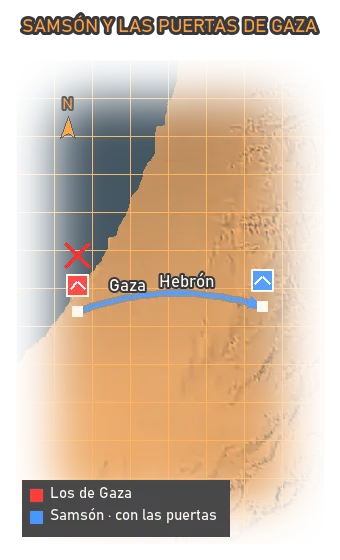 SAMSÓN Y LAS PUERTAS DE GAZA
N
Gaza
Hebrón
Los de Gaza
Samsón · con las puertas